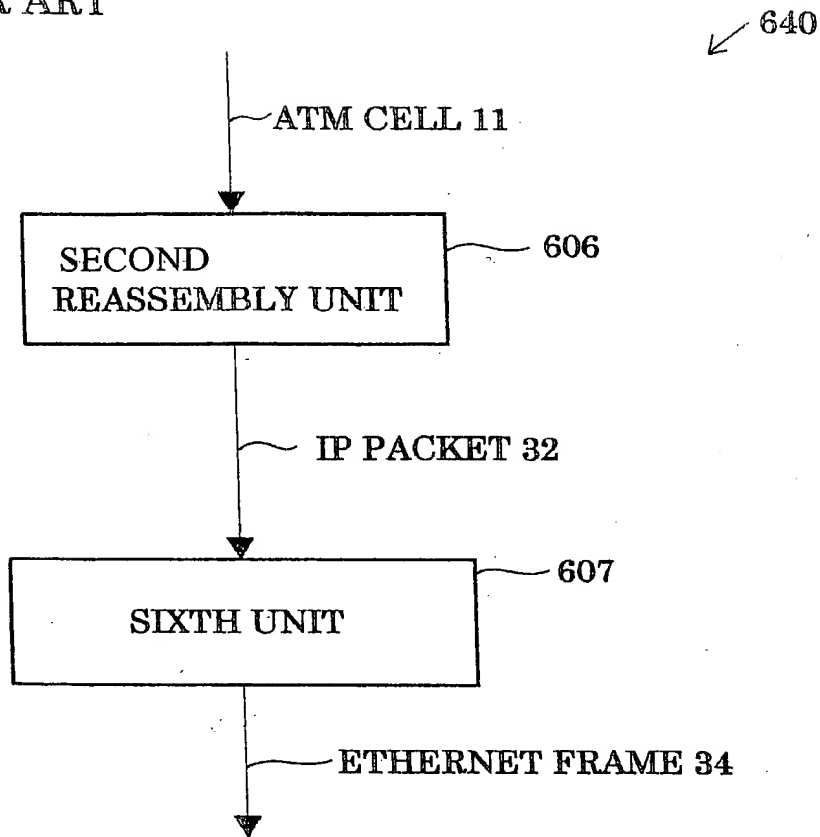 ART
640
ATM CELL 11
SECOND
REASSEMBLY UNIT
606
IP PACKET 32
607
SIXTH UNIT
ETHERNET FRAME 34